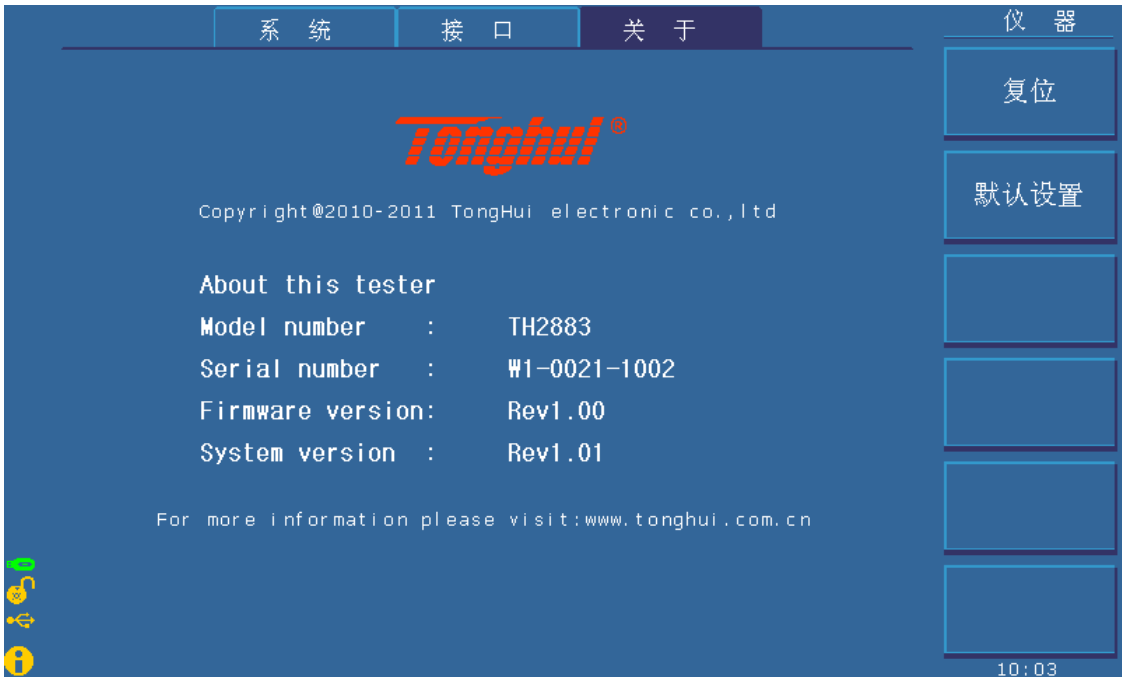 系 统
接 口
关 于
仪 器
复位
默认设置
Tonghui®
Copyright@2010-2011 TongHui electronic co.,ltd
About this tester
Model number : TH2883
Serial number : W1-0021-1002
Firmware version: Rev1.00
System version : Rev1.01
For more information please visit:www.tonghui.com.cn
10:03